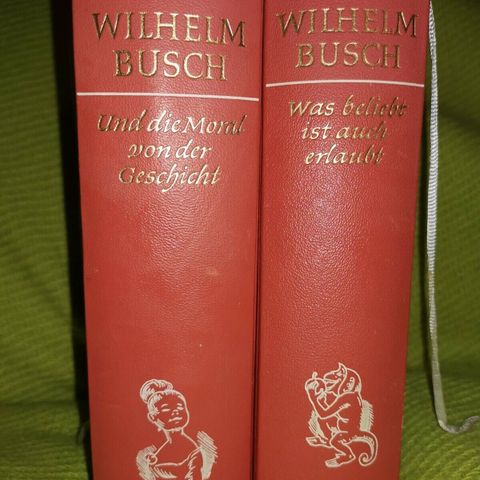 WILHELM
BUSCH
Und die Moral
von der
Geschicht
WILHELM
BUSCH
Was beliebt
ist auch
erlaubt